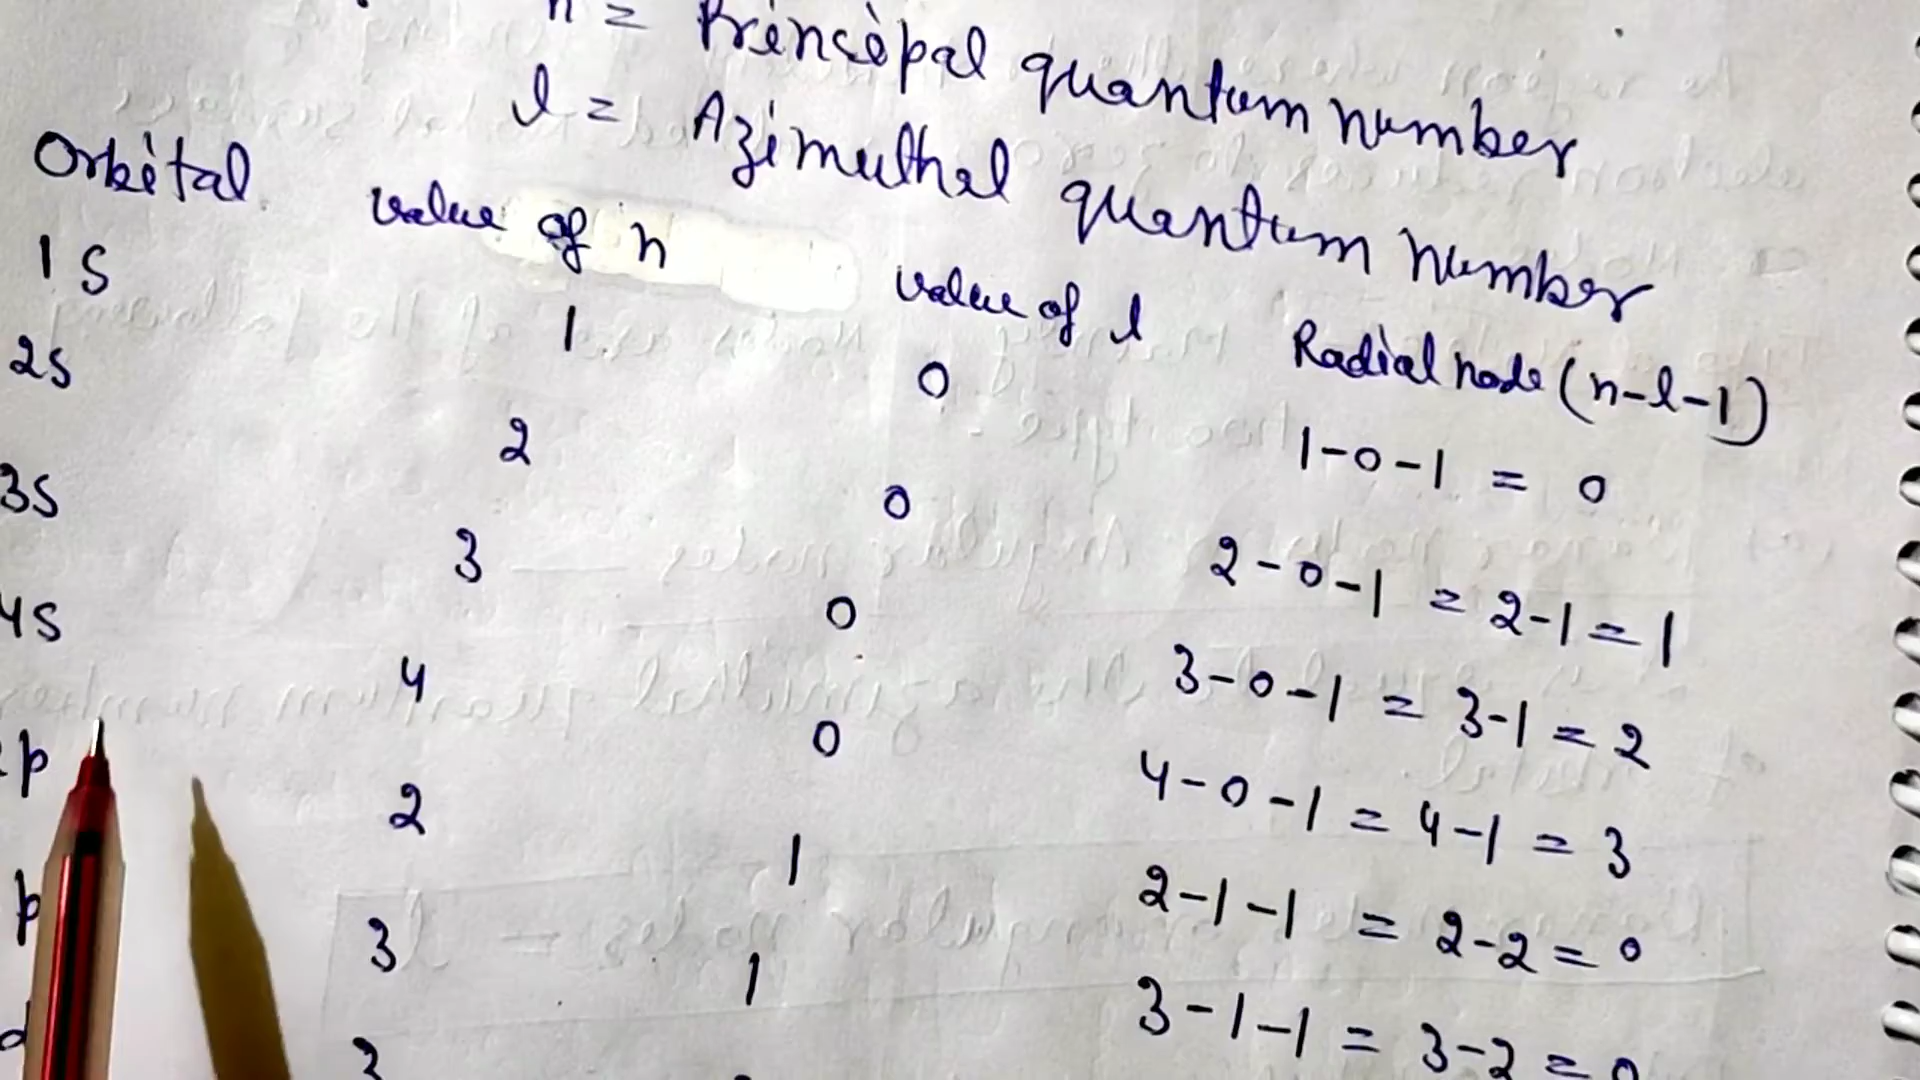 n = Principal quantum number
l = Azimuthal quantum number
Orbital value of n value of l Radial node (n-l-1)
1s 1 0 1-0-1 = 0
2s 2 0 2-0-1 = 2-1 = 1
3s 3 0 3-0-1 = 3-1 = 2
4s 4 0 4-0-1 = 4-1 = 3
p 2 1 2-1-1 = 2-2 = 0
p 3 1 3-1-1 = 3-2 =
d 3